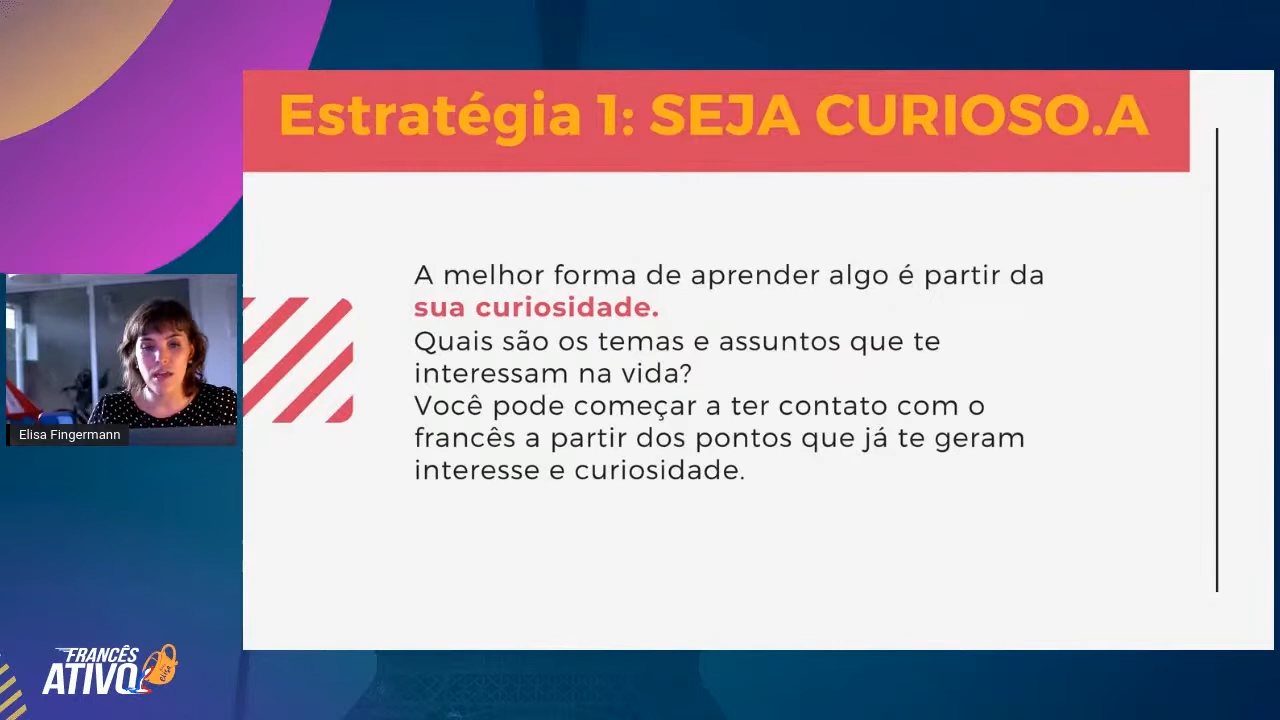 Estratégia 1: SEJA CURIOSO.A
A melhor forma de aprender algo é partir da
sua curiosidade.
Quais são os temas e assuntos que te
interessam na vida?
Você pode começar a ter contato com o
francês a partir dos pontos que já te geram
interesse e curiosidade.
Elisa Fingermann
FRANCÊS
ATIVO
ELISA